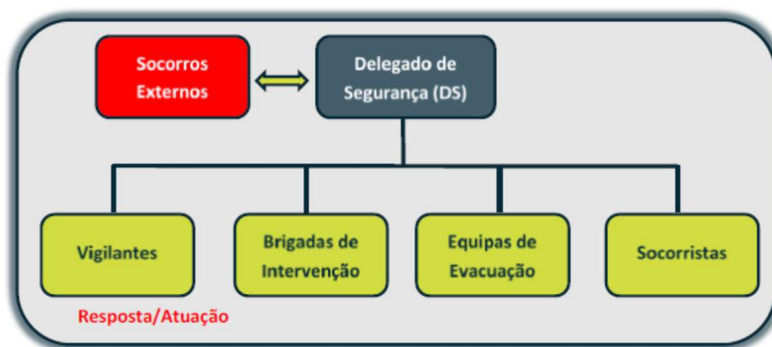 Socorros
Externos
Delegado de
Segurança (DS)
Vigilantes
Brigadas de
Intervenção
Equipas de
Evacuação
Socorristas
Resposta/Atuação